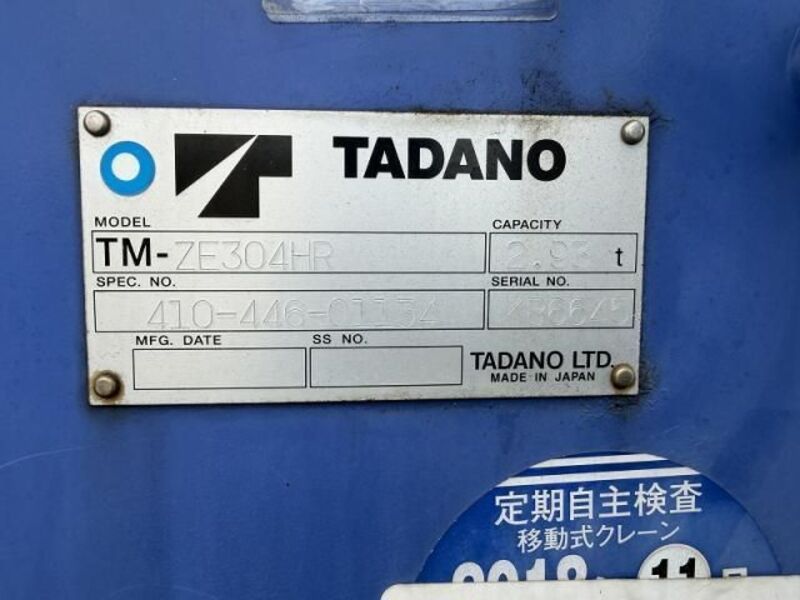 TADANO
MODEL
TM-ZE304HR
CAPACITY
2.93 t
SPEC. NO.
410-446-01134
SERIAL NO.
MFG. DATE
SS NO.
TADANO LTD.
MADE IN JAPAN
定期自主検査
移動式クレーン
2018 11